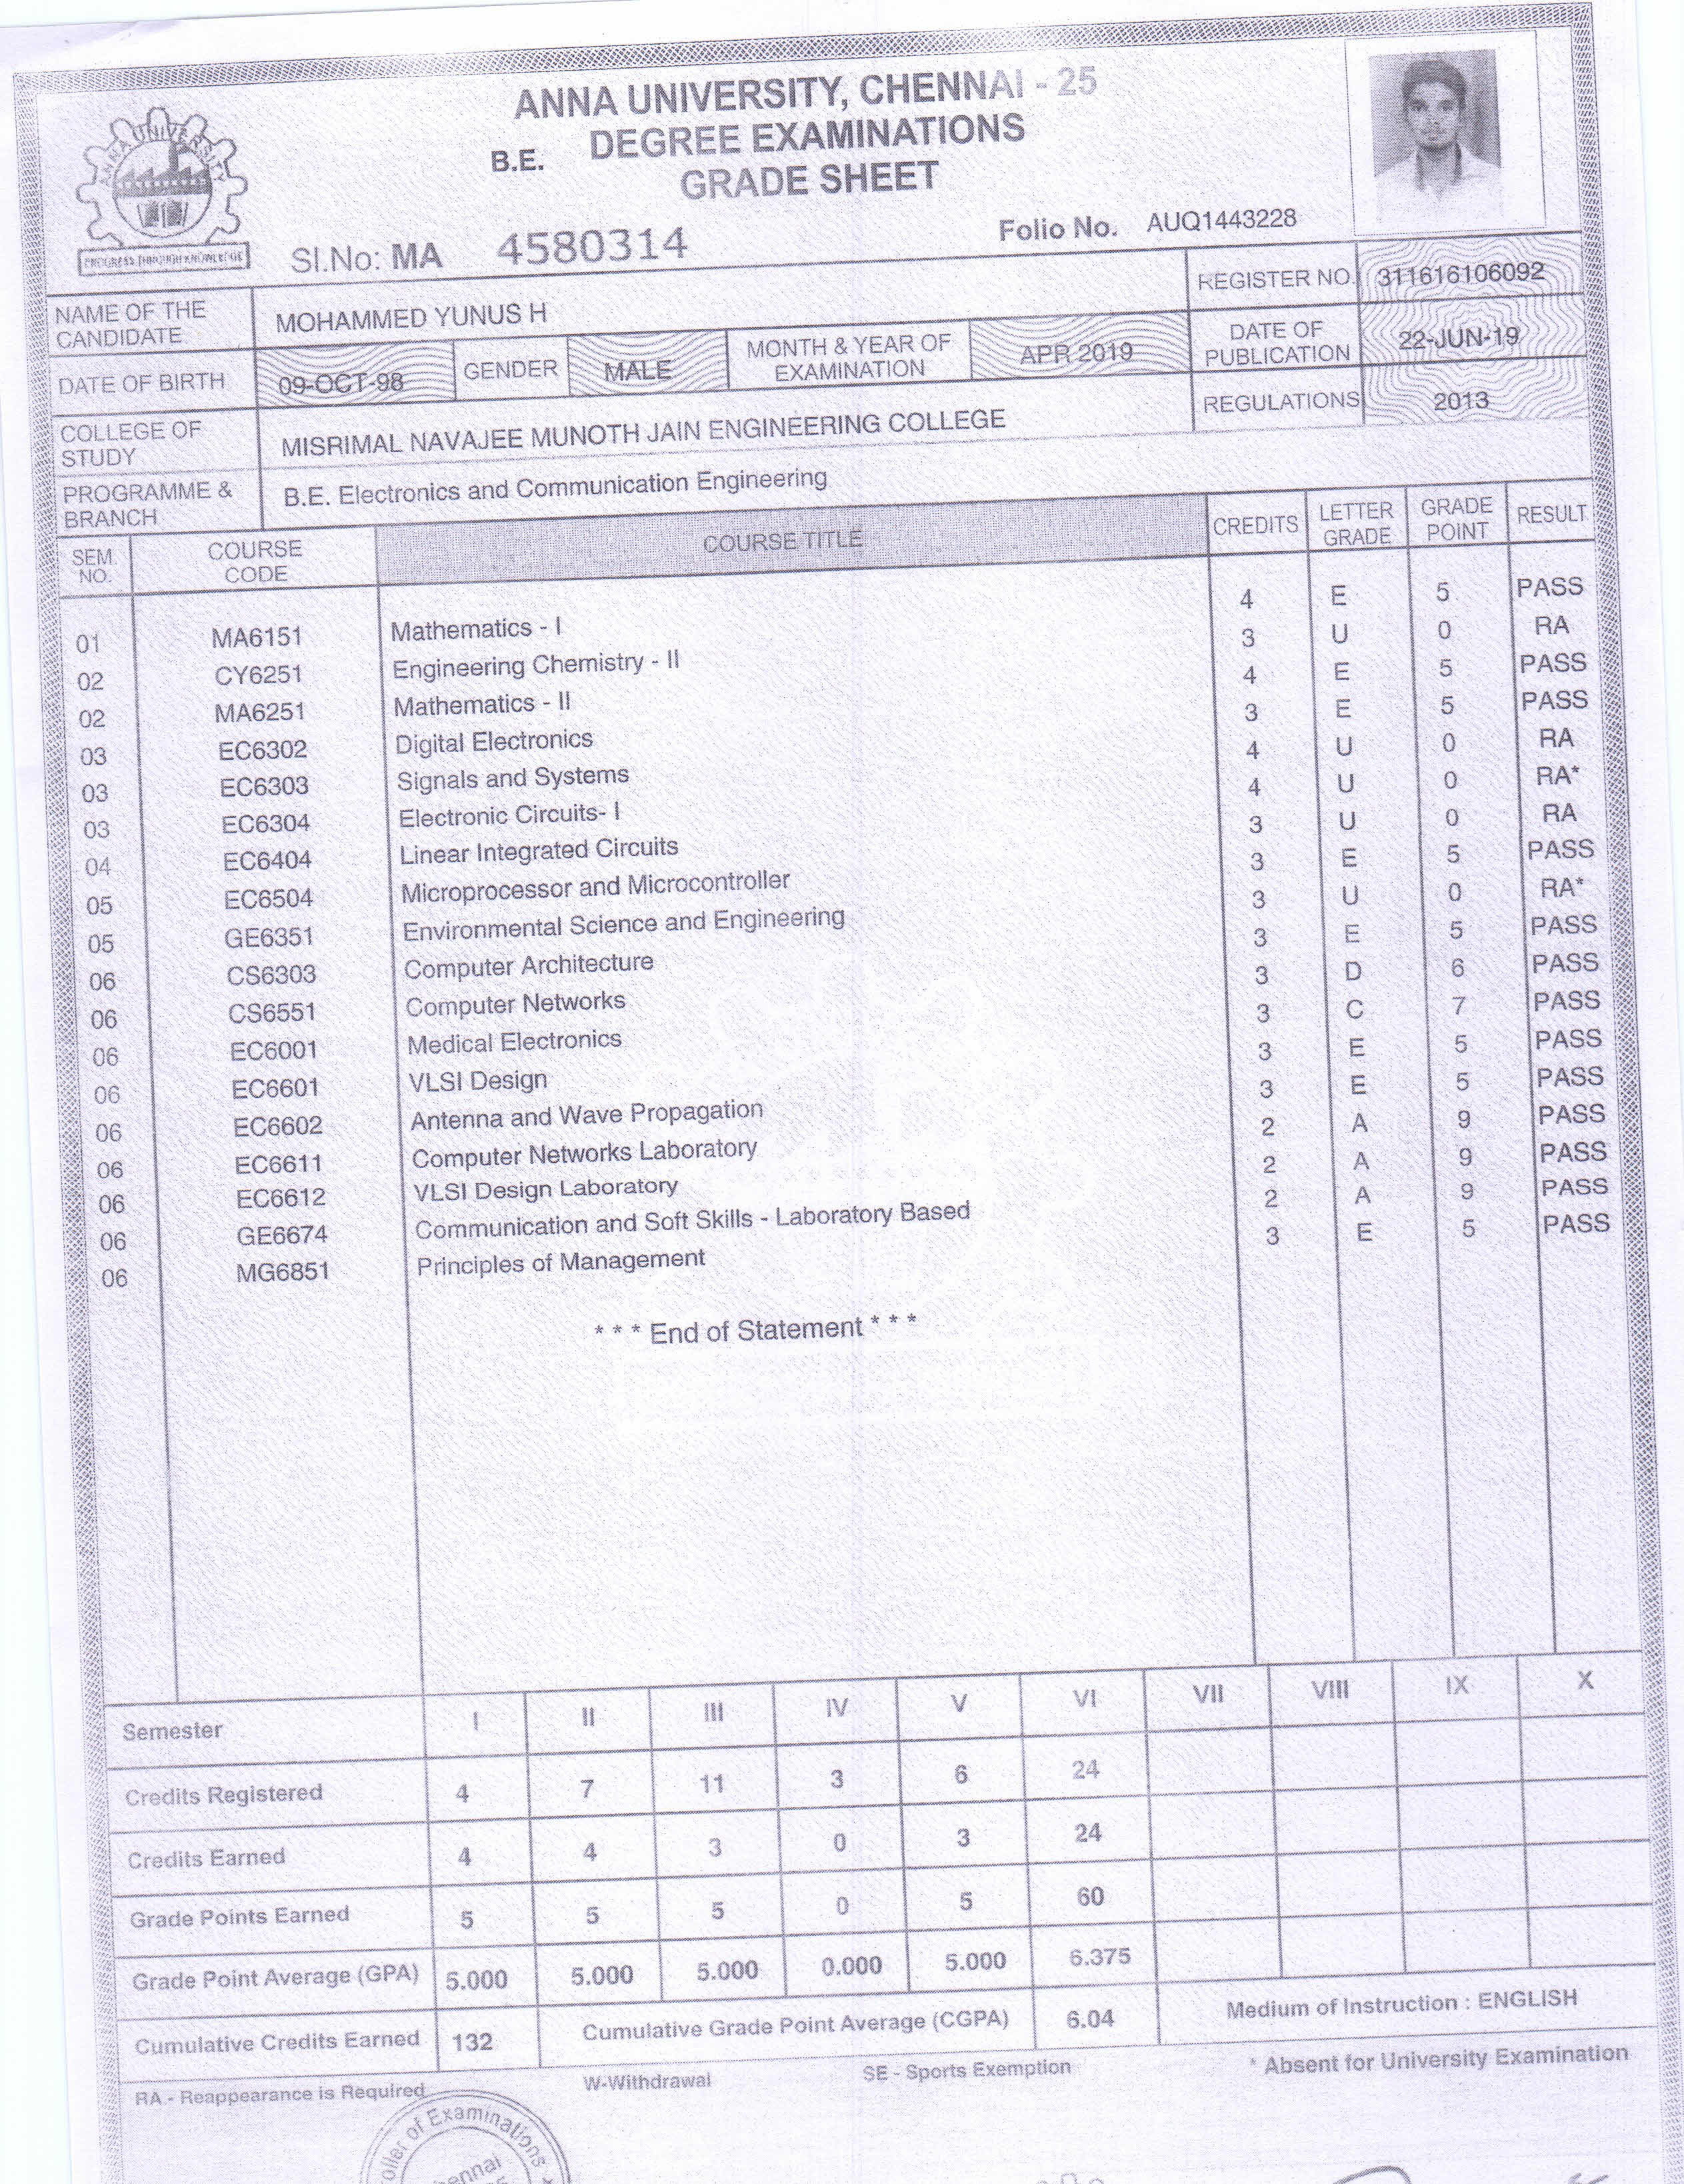 ANNA UNIVERSITY, CHENNAI - 25
B.E. DEGREE EXAMINATIONS
GRADE SHEET
ANNA UNIVERSITY
PROGRESS THROUGH KNOWLEDGE
Sl.No: MA 4580314 Folio No. AUQ1443228
NAME OF THE CANDIDATE MOHAMMED YUNUS H REGISTER NO. 311616106092
DATE OF BIRTH 09-OCT-98 GENDER MALE MONTH & YEAR OF EXAMINATION APR 2019 DATE OF PUBLICATION 22-JUN-19
COLLEGE OF STUDY MISRIMAL NAVAJEE MUNOTH JAIN ENGINEERING COLLEGE REGULATIONS 2013
PROGRAMME & BRANCH B.E. Electronics and Communication Engineering
SEM. NO. COURSE CODE COURSE TITLE CREDITS LETTER GRADE GRADE POINT RESULT
01 MA6151 Mathematics - I 4 E 5 PASS
02 CY6251 Engineering Chemistry - II 3 U 0 RA
02 MA6251 Mathematics - II 4 E 5 PASS
03 EC6302 Digital Electronics 3 E 5 PASS
03 EC6303 Signals and Systems 4 U 0 RA
03 EC6304 Electronic Circuits- I 4 U 0 RA*
04 EC6404 Linear Integrated Circuits 3 U 0 RA
05 EC6504 Microprocessor and Microcontroller 3 E 5 PASS
05 GE6351 Environmental Science and Engineering 3 U 0 RA*
06 CS6303 Computer Architecture 3 E 5 PASS
06 CS6551 Computer Networks 3 D 6 PASS
06 EC6001 Medical Electronics 3 C 7 PASS
06 EC6601 VLSI Design 3 E 5 PASS
06 EC6602 Antenna and Wave Propagation 3 E 5 PASS
06 EC6611 Computer Networks Laboratory 2 A 9 PASS
06 EC6612 VLSI Design Laboratory 2 A 9 PASS
06 GE6674 Communication and Soft Skills - Laboratory Based 2 A 9 PASS
06 MG6851 Principles of Management 3 E 5 PASS
* * * End of Statement * * *
Semester I II III IV V VI VII VIII IX X
Credits Registered 4 7 11 3 6 24
Credits Earned 4 4 3 0 3 24
Grade Points Earned 5 5 5 0 5 60
Grade Point Average (GPA) 5.000 5.000 5.000 0.000 5.000 6.375
Cumulative Credits Earned 132 Cumulative Grade Point Average (CGPA) 6.04 Medium of Instruction : ENGLISH
RA - Reappearance is Required W-Withdrawal SE - Sports Exemption * Absent for University Examination
of Examinations